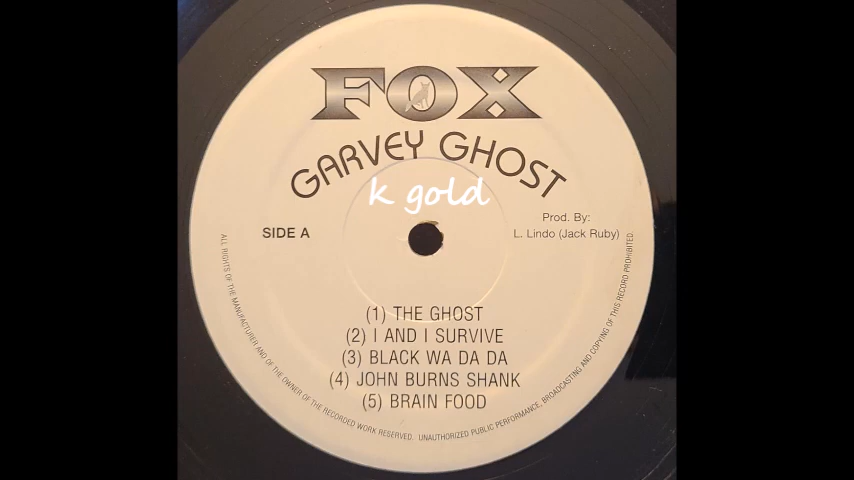 FOX
GARVEY GHOST
k gold
SIDE A
Prod. By:
L. Lindo (Jack Ruby)
(1) THE GHOST
(2) I AND I SURVIVE
(3) BLACK WA DA DA
(4) JOHN BURNS SHANK
(5) BRAIN FOOD
ALL RIGHTS OF THE MANUFACTURER AND OF THE OWNER OF THE RECORDED WORK RESERVED. UNAUTHORIZED PUBLIC PERFORMANCE, BROADCASTING AND COPYING OF THIS RECORD PROHIBITED.